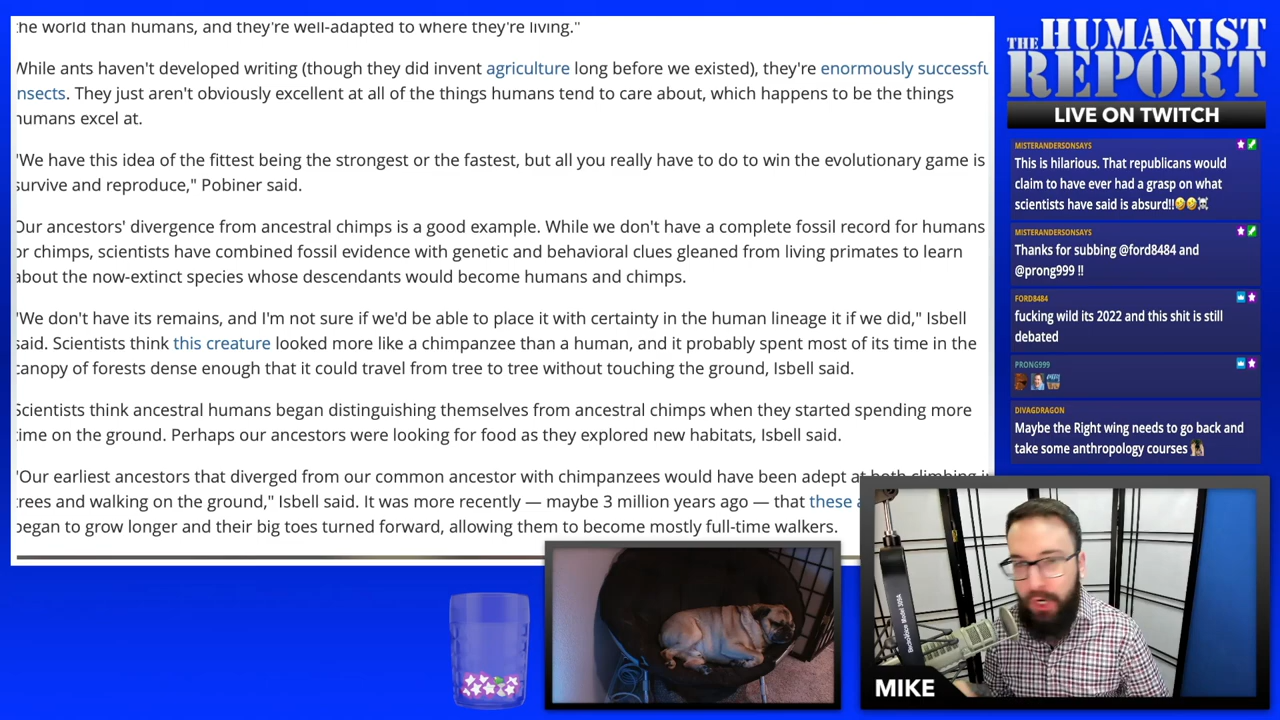 the world than humans, and they're well-adapted to where they're living."
While ants haven't developed writing (though they did invent agriculture long before we existed), they're enormously successfu
nsects. They just aren't obviously excellent at all of the things humans tend to care about, which happens to be the things
humans excel at.
"We have this idea of the fittest being the strongest or the fastest, but all you really have to do to win the evolutionary game is
survive and reproduce," Pobiner said.
Our ancestors' divergence from ancestral chimps is a good example. While we don't have a complete fossil record for humans
or chimps, scientists have combined fossil evidence with genetic and behavioral clues gleaned from living primates to learn
about the now-extinct species whose descendants would become humans and chimps.
"We don't have its remains, and I'm not sure if we'd be able to place it with certainty in the human lineage it if we did," Isbell
said. Scientists think this creature looked more like a chimpanzee than a human, and it probably spent most of its time in the
canopy of forests dense enough that it could travel from tree to tree without touching the ground, Isbell said.
Scientists think ancestral humans began distinguishing themselves from ancestral chimps when they started spending more
time on the ground. Perhaps our ancestors were looking for food as they explored new habitats, Isbell said.
"Our earliest ancestors that diverged from our common ancestor with chimpanzees would have been adept at both climbing i
trees and walking on the ground," Isbell said. It was more recently — maybe 3 million years ago — that these
began to grow longer and their big toes turned forward, allowing them to become mostly full-time walkers.
THE HUMANIST
REPORT
LIVE ON TWITCH
MISTERANDERSONSAYS
This is hilarious. That republicans would
claim to have ever had a grasp on what
scientists have said is absurd!!🤣🤣☠️
MISTERANDERSONSAYS
Thanks for subbing @ford8484 and
@prong999 !!
FORD8484
fucking wild its 2022 and this shit is still
debated
PRONG999
DIVAGDRAGON
Maybe the Right wing needs to go back and
take some anthropology courses
MIKE